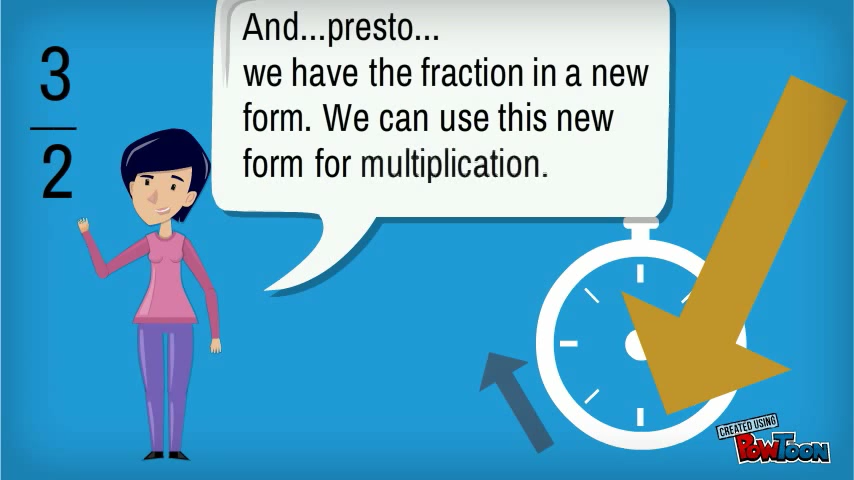 3
2
And...presto...
we have the fraction in a new
form. We can use this new
form for multiplication.
CREATED USING
PowToon